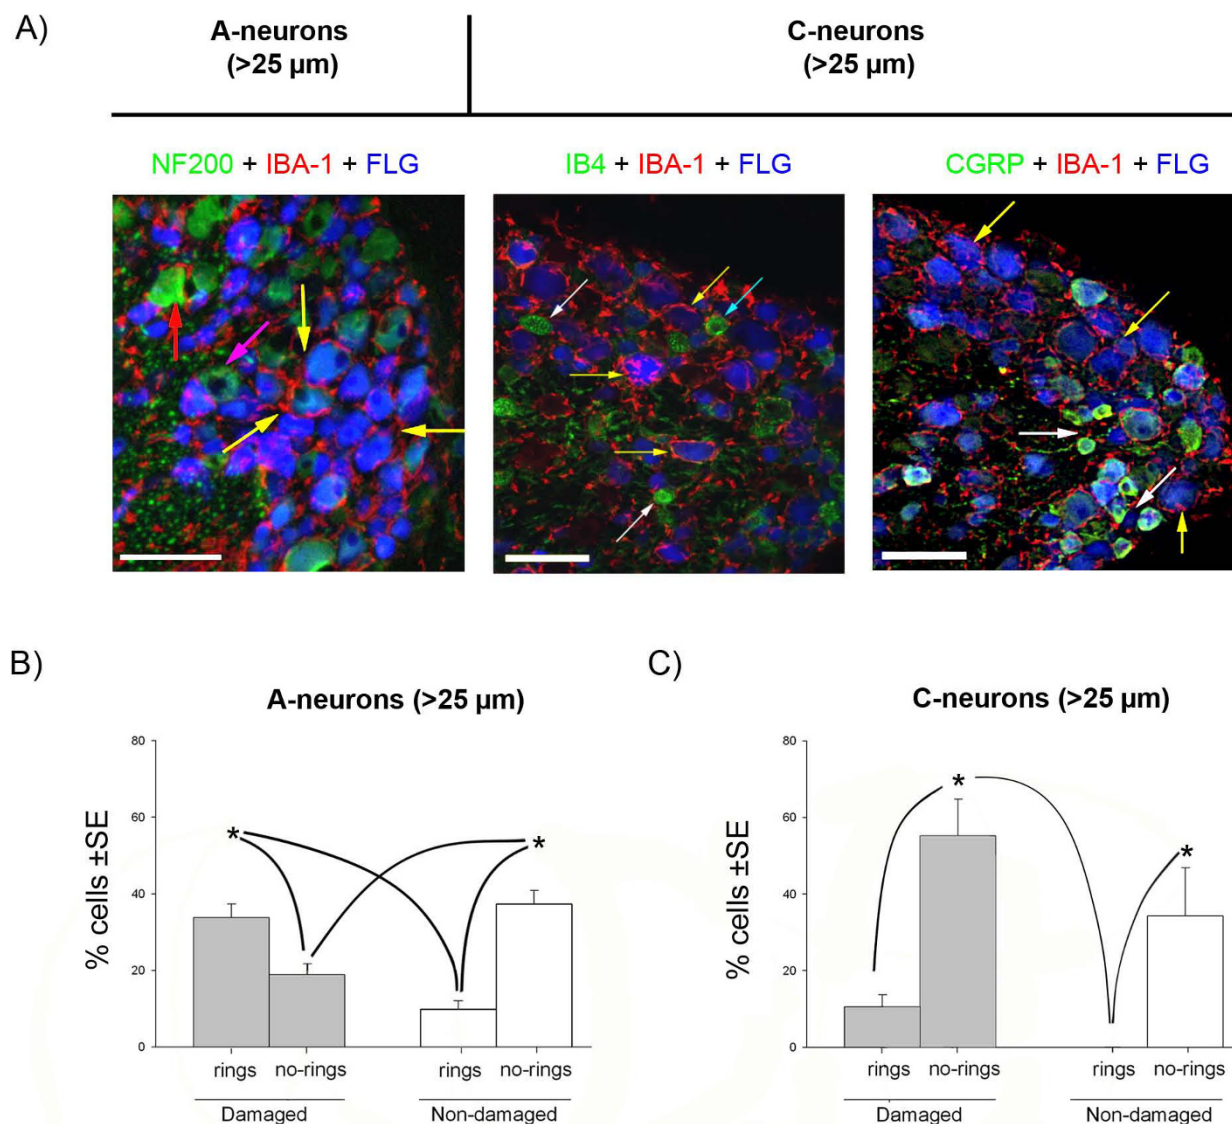 A)
A-neurons
(>25 µm)
C-neurons
(>25 µm)
NF200 + IBA-1 + FLG
IB4 + IBA-1 + FLG
CGRP + IBA-1 + FLG
B)
A-neurons (>25 µm)
% cells ±SE
80
60
40
20
0
*
*
rings
no-rings
rings
no-rings
Damaged
Non-damaged
C)
C-neurons (>25 µm)
% cells ±SE
80
60
40
20
0
*
*
rings
no-rings
rings
no-rings
Damaged
Non-damaged